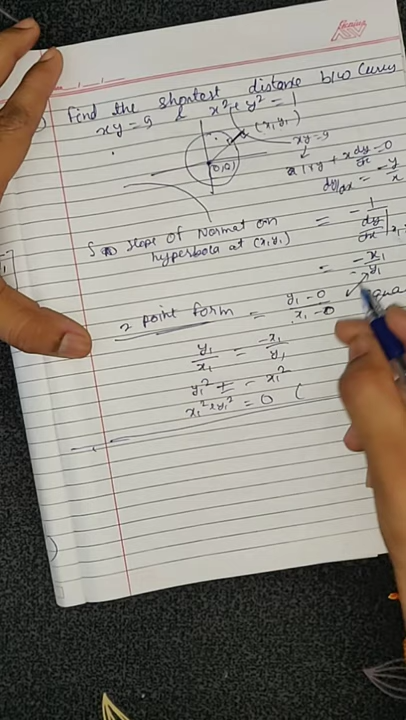 Find the shortest distance b/w curves
xy = 9 & x² + y² = 1
(x₁ y₁)
xy = 9
(0,0)
1 y + x dy/dx = 0
dy/dx = - y/x
Slope of Normal on hyperbola at (x₁ y₁) = - 1 / dy/dx | x₁
= - x₁ / - y₁
2 point form = y₁ - 0 / x₁ - 0
y₁ / x₁ = - x₁ / y₁
y₁² = - x₁²
x₁² + y₁² = 0 (